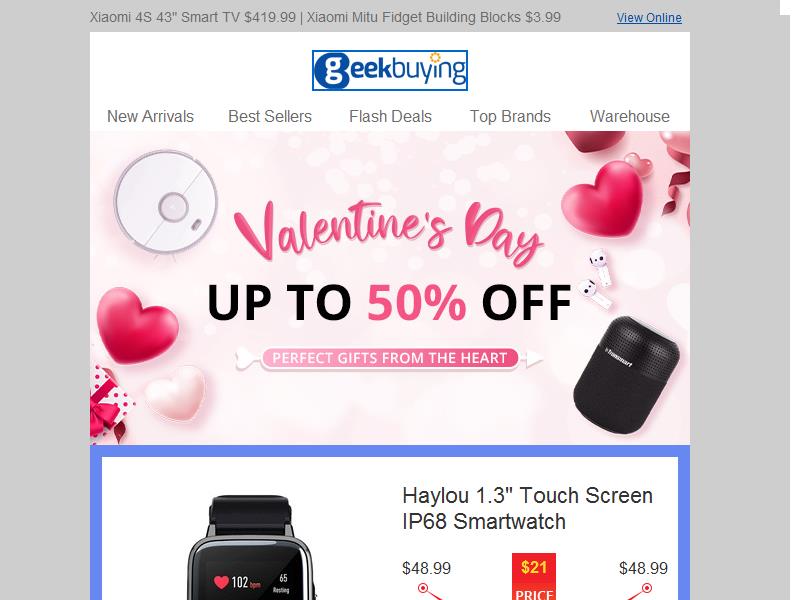 Xiaomi 4S 43" Smart TV $419.99 | Xiaomi Mitu Fidget Building Blocks $3.99
View Online
geekbuying
New Arrivals Best Sellers Flash Deals Top Brands Warehouse
Valentine's Day
UP TO 50% OFF
PERFECT GIFTS FROM THE HEART
Tronsmart
Haylou 1.3" Touch Screen
IP68 Smartwatch
$48.99 $21 $48.99
PRICE
102 bpm 65
Resting